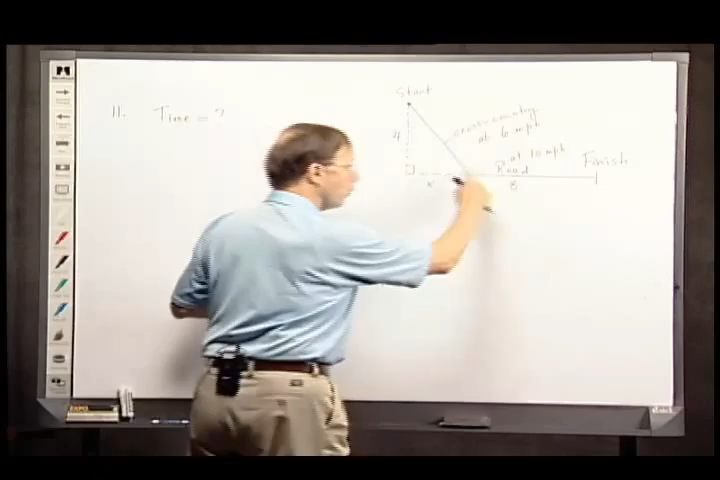 11. Time = ?
Start
cross country
at 6 mph
4
at 10 mph
Road
Finish
x
8